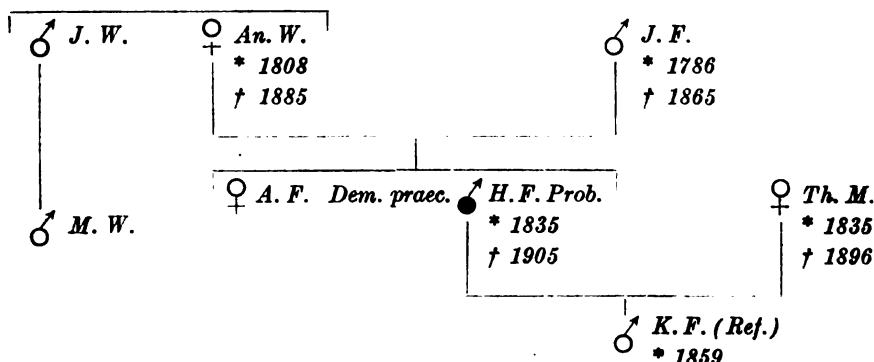 J. W. An. W. J. F.
* 1808 * 1786
† 1885 † 1865
A. F. Dem. praec. H. F. Prob. Th. M.
M. W. * 1835 * 1835
† 1905 † 1896
K. F. (Ref.)
* 1859